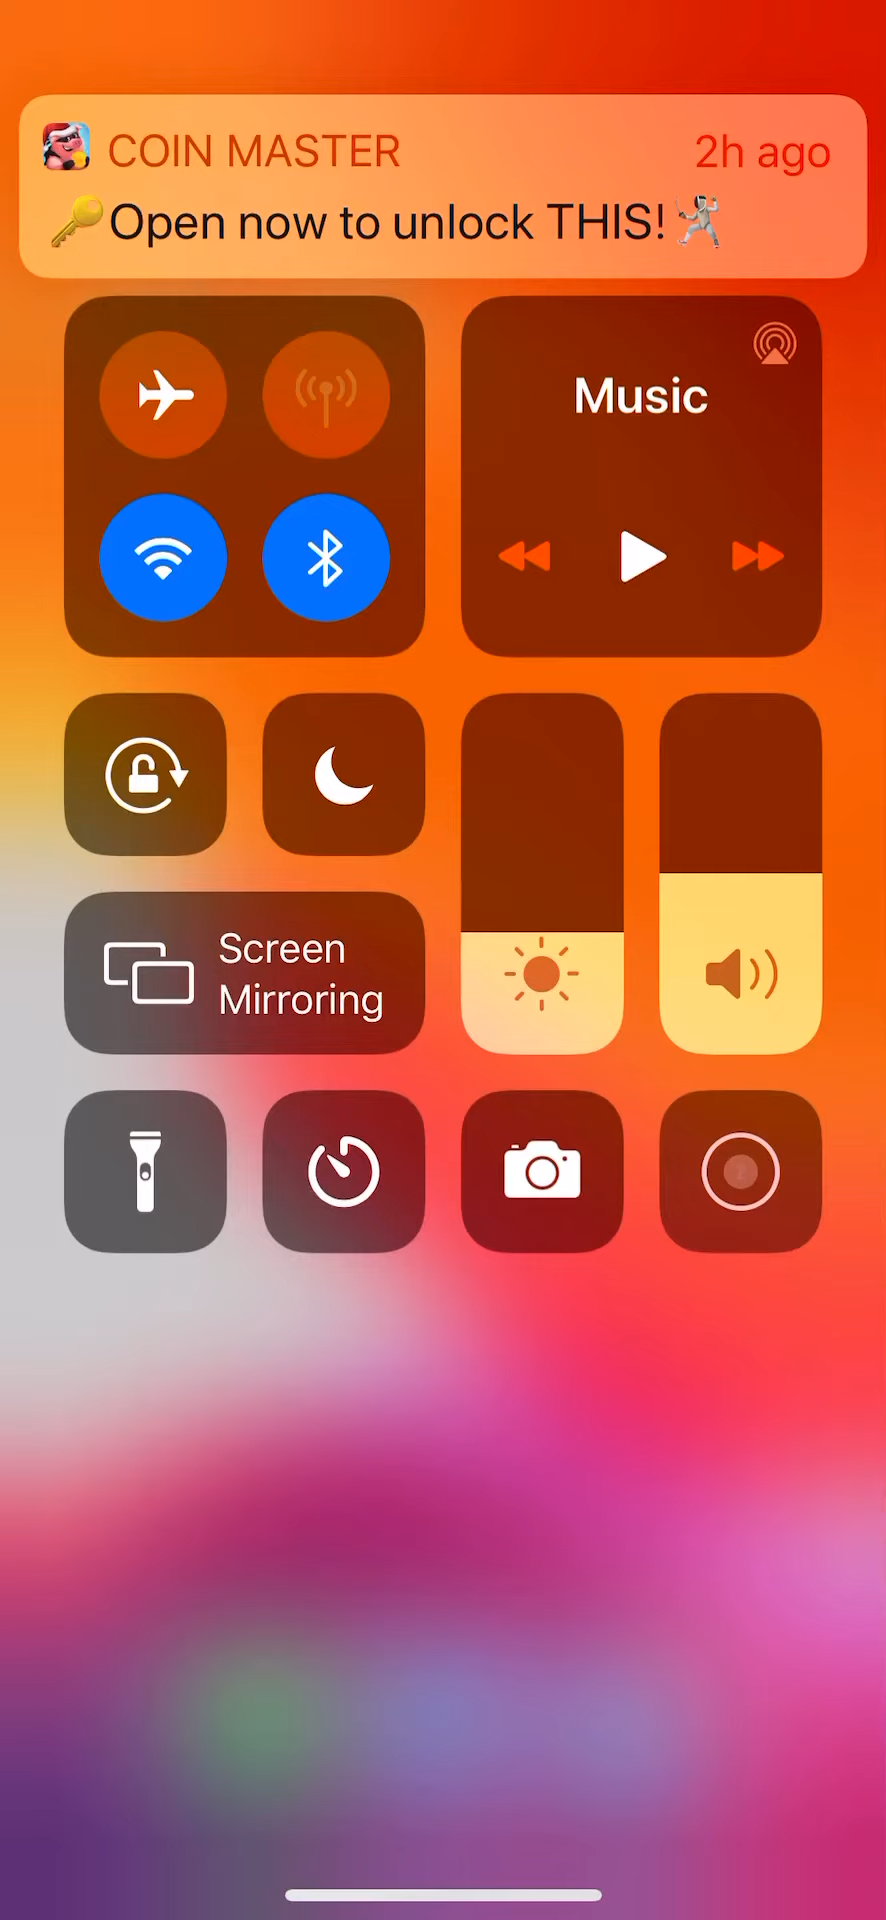 COIN MASTER 2h ago
🔑Open now to unlock THIS!🤺
Music
Screen
Mirroring